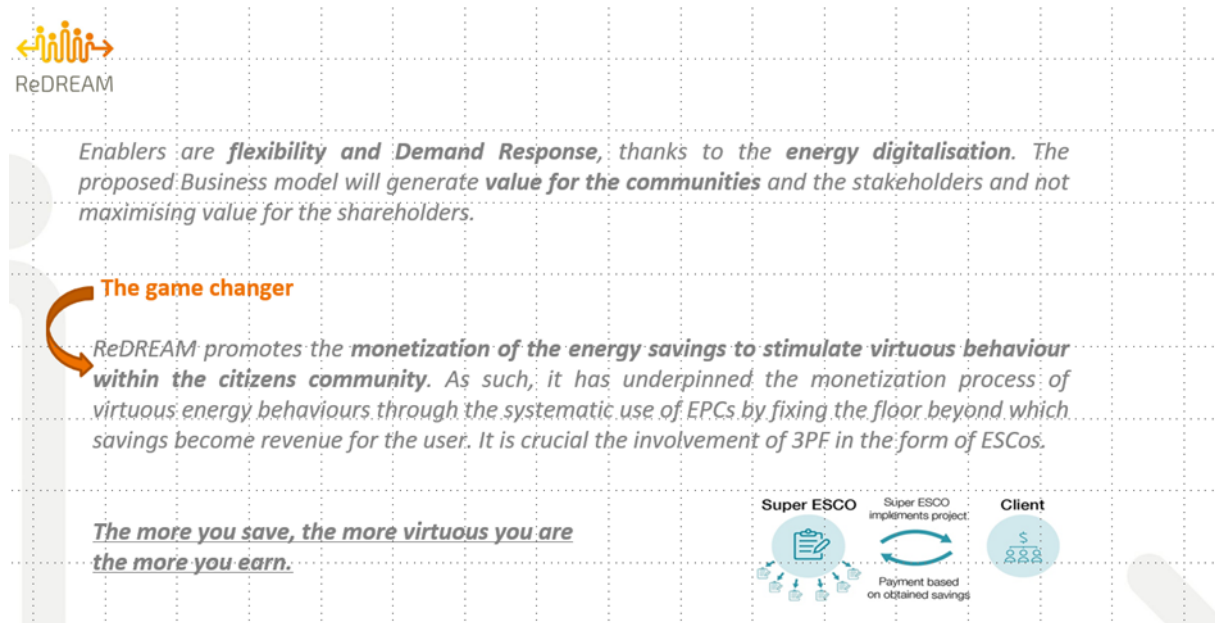 ReDREAM
Enablers are flexibility and Demand Response, thanks to the energy digitalisation. The
proposed Business model will generate value for the communities and the stakeholders and not
maximising value for the shareholders.
The game changer
ReDREAM promotes the monetization of the energy savings to stimulate virtuous behaviour
within the citizens community. As such, it has underpinned the monetization process of
virtuous energy behaviours through the systematic use of EPCs by fixing the floor beyond which
savings become revenue for the user. It is crucial the involvement of 3PF in the form of ESCos.
The more you save, the more virtuous you are
the more you earn.
Super ESCO
Super ESCO
implements project
Client
$
Payment based
on obtained savings